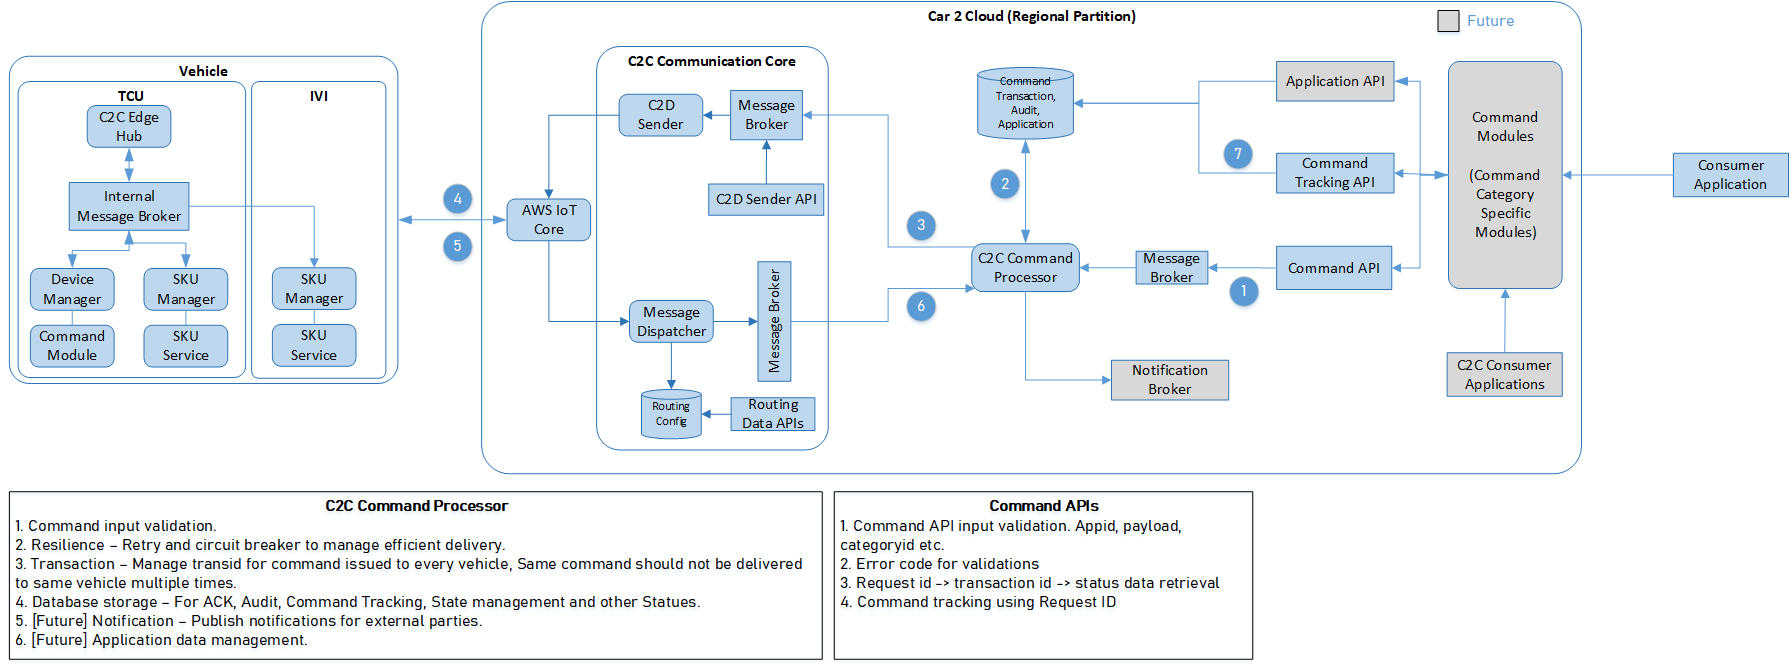 Car 2 Cloud (Regional Partition)
Future
Vehicle
TCU
IVI
C2C Edge
Hub
Internal
Message Broker
Device
Manager
SKU
Manager
SKU
Manager
Command
Module
SKU
Service
SKU
Service
4
5
C2C Communication Core
C2D
Sender
Message
Broker
C2D Sender API
AWS IoT
Core
Message
Dispatcher
Message Broker
Routing
Config
Routing
Data APIs
3
6
Command
Transaction,
Audit,
Application
2
C2C Command
Processor
Message
Broker
1
Notification
Broker
Application API
7
Command
Tracking API
Command API
Command
Modules
(Command
Category
Specific
Modules)
C2C Consumer
Applications
Consumer
Application
C2C Command Processor
1. Command input validation.
2. Resilience – Retry and circuit breaker to manage efficient delivery.
3. Transaction – Manage transid for command issued to every vehicle, Same command should not be delivered
to same vehicle multiple times.
4. Database storage – For ACK, Audit, Command Tracking, State management and other Statues.
5. [Future] Notification – Publish notifications for external parties.
6. [Future] Application data management.
Command APIs
1. Command API input validation. Appid, payload,
categoryid etc.
2. Error code for validations
3. Request id -> transaction id -> status data retrieval
4. Command tracking using Request ID